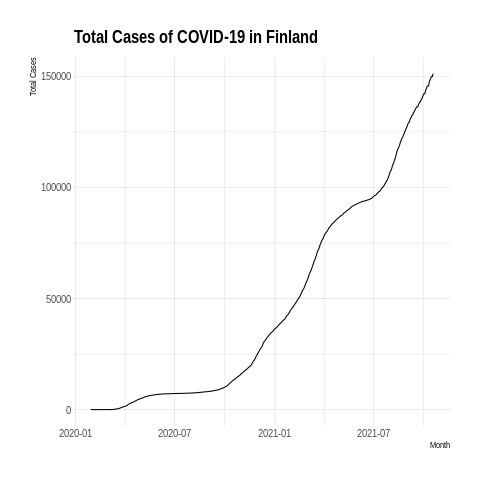 Total Cases of COVID-19 in Finland
Total Cases
150000
100000
50000
0
2020-01 2020-07 2021-01 2021-07
Month